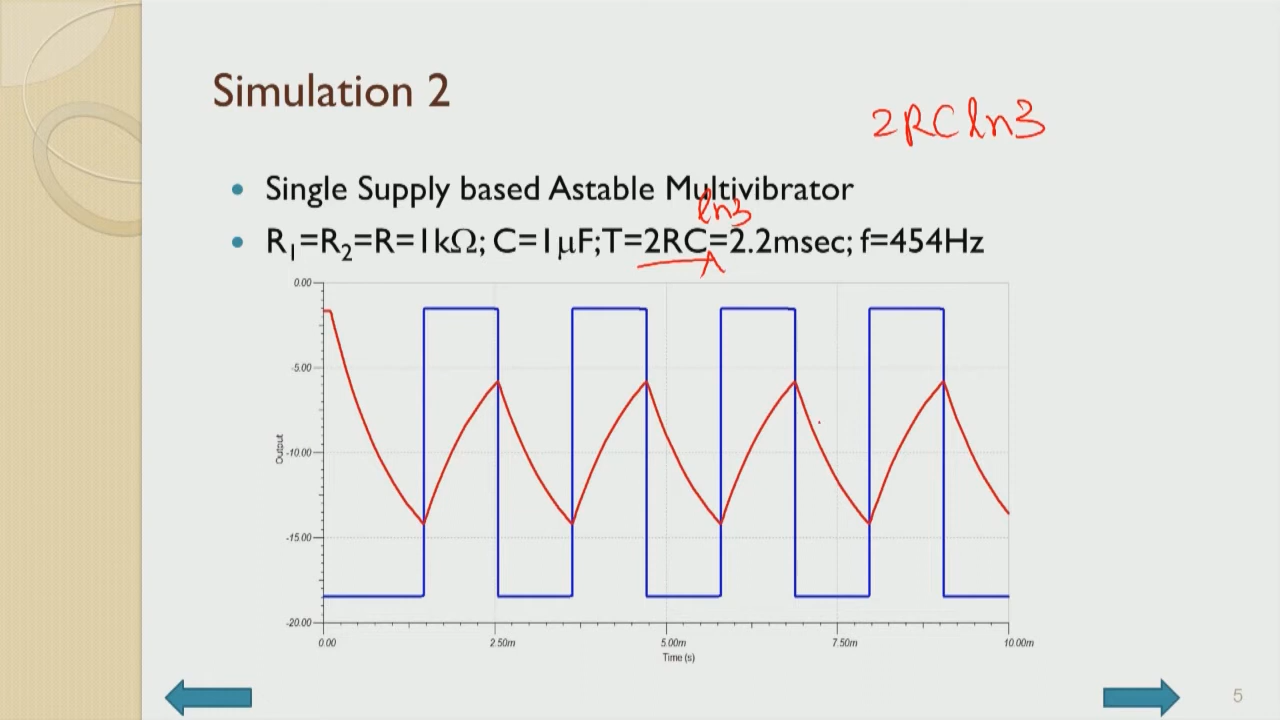 Simulation 2
2RC ln3
• Single Supply based Astable Multivibrator
ln3
• R₁=R₂=R=1kΩ; C=1μF;T=2RC=2.2msec; f=454Hz
0.00
-5.00
Output
-10.00
-15.00
-20.00
0.00 2.50m 5.00m 7.50m 10.00m
Time (s)
5